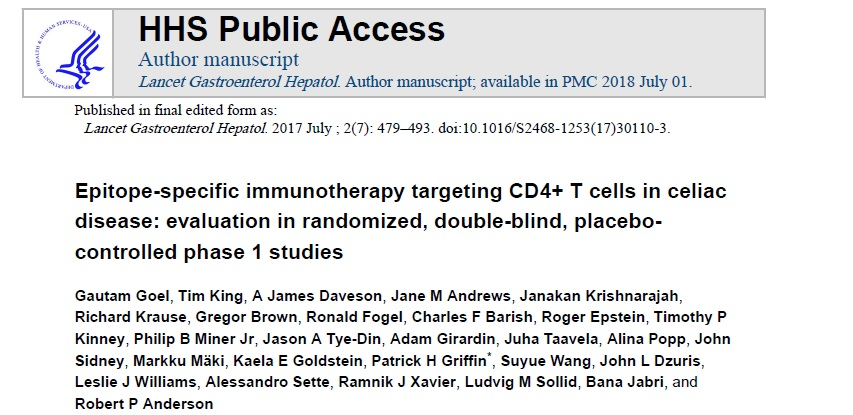 HHS Public Access
Author manuscript
Lancet Gastroenterol Hepatol. Author manuscript; available in PMC 2018 July 01.
Published in final edited form as:
Lancet Gastroenterol Hepatol. 2017 July ; 2(7): 479–493. doi:10.1016/S2468-1253(17)30110-3.
Epitope-specific immunotherapy targeting CD4+ T cells in celiac
disease: evaluation in randomized, double-blind, placebo-
controlled phase 1 studies
Gautam Goel, Tim King, A James Daveson, Jane M Andrews, Janakan Krishnarajah,
Richard Krause, Gregor Brown, Ronald Fogel, Charles F Barish, Roger Epstein, Timothy P
Kinney, Philip B Miner Jr, Jason A Tye-Din, Adam Girardin, Juha Taavela, Alina Popp, John
Sidney, Markku Mäki, Kaela E Goldstein, Patrick H Griffin*, Suyue Wang, John L Dzuris,
Leslie J Williams, Alessandro Sette, Ramnik J Xavier, Ludvig M Sollid, Bana Jabri, and
Robert P Anderson